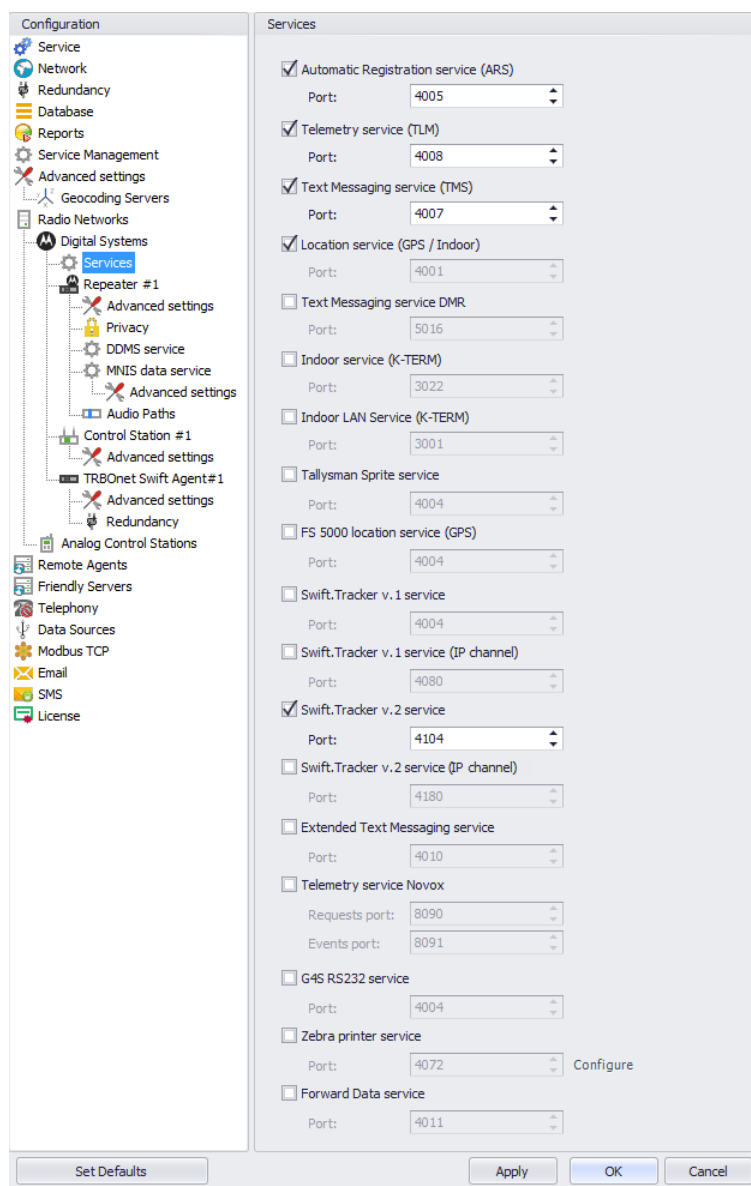 Configuration
Service
Network
Redundancy
Database
Reports
Service Management
Advanced settings
Geocoding Servers
Radio Networks
Digital Systems
Services
Repeater #1
Advanced settings
Privacy
DDMS service
MNIS data service
Advanced settings
Audio Paths
Control Station #1
Advanced settings
TRBOnet Swift Agent#1
Advanced settings
Redundancy
Analog Control Stations
Remote Agents
Friendly Servers
Telephony
Data Sources
Modbus TCP
Email
SMS
License
Services
Automatic Registration service (ARS)
Port: 4005
Telemetry service (TLM)
Port: 4008
Text Messaging service (TMS)
Port: 4007
Location service (GPS / Indoor)
Port: 4001
Text Messaging service DMR
Port: 5016
Indoor service (K-TERM)
Port: 3022
Indoor LAN Service (K-TERM)
Port: 3001
Tallysman Sprite service
Port: 4004
FS 5000 location service (GPS)
Port: 4004
Swift.Tracker v.1 service
Port: 4004
Swift.Tracker v.1 service (IP channel)
Port: 4080
Swift.Tracker v.2 service
Port: 4104
Swift.Tracker v.2 service (IP channel)
Port: 4180
Extended Text Messaging service
Port: 4010
Telemetry service Novox
Requests port: 8090
Events port: 8091
G4S RS232 service
Port: 4004
Zebra printer service
Port: 4072 Configure
Forward Data service
Port: 4011
Set Defaults Apply OK Cancel